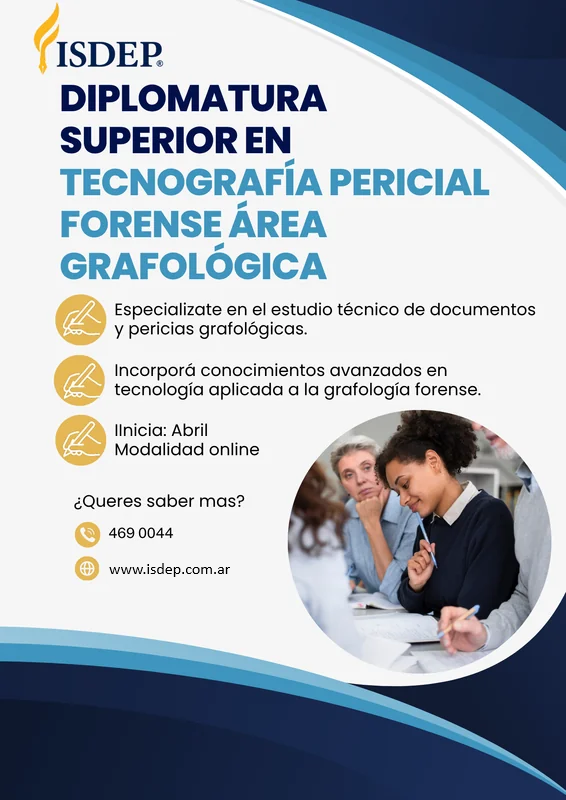 ISDEP®
DIPLOMATURA
SUPERIOR EN
TECNOGRAFÍA PERICIAL
FORENSE ÁREA
GRAFOLÓGICA
Especializate en el estudio técnico de documentos
y pericias grafológicas.
Incorporá conocimientos avanzados en
tecnología aplicada a la grafología forense.
IInicia: Abril
Modalidad online
¿Queres saber mas?
469 0044
www.isdep.com.ar